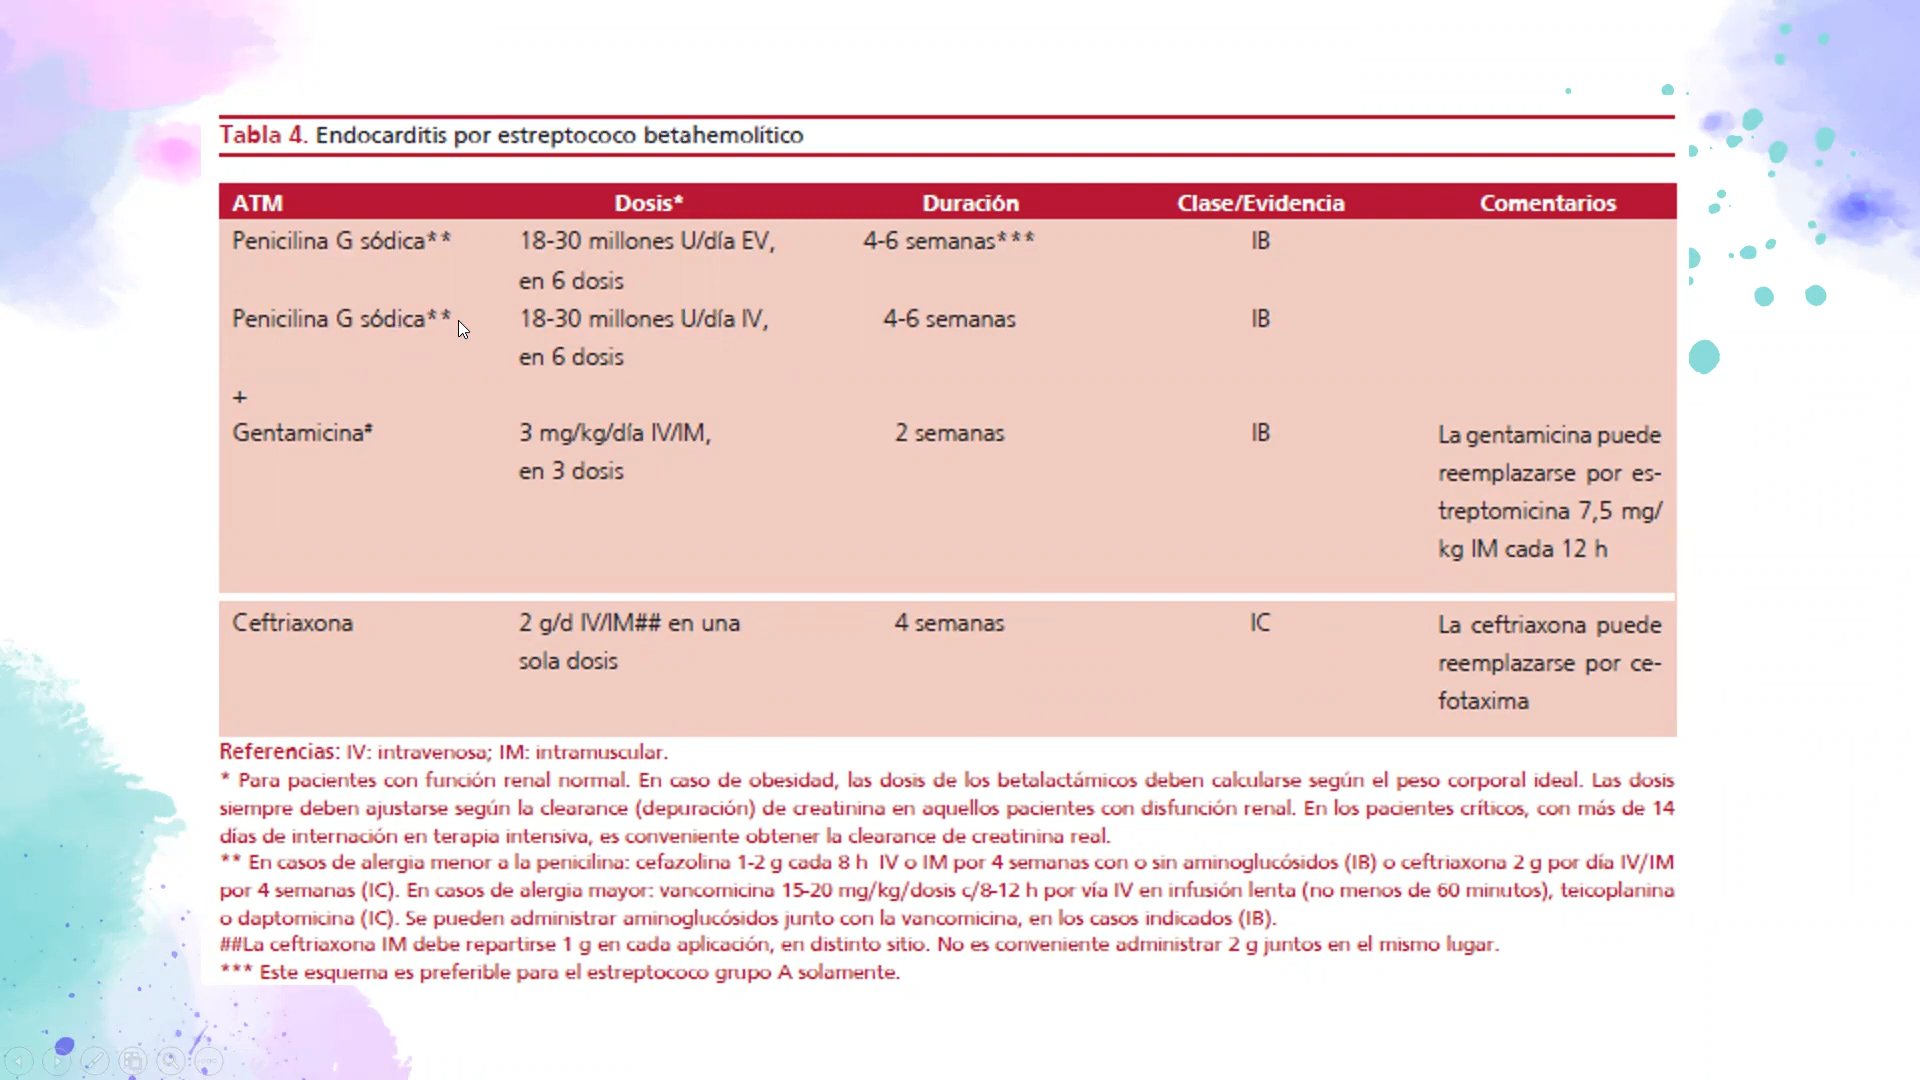 Tabla 4. Endocarditis por estreptococo betahemolítico
ATM Dosis* Duración Clase/Evidencia Comentarios
Penicilina G sódica** 18-30 millones U/día EV, 4-6 semanas*** IB
en 6 dosis
Penicilina G sódica** 18-30 millones U/día IV, 4-6 semanas IB
en 6 dosis
+
Gentamicina# 3 mg/kg/día IV/IM, 2 semanas IB La gentamicina puede
en 3 dosis reemplazarse por es-
treptomicina 7,5 mg/
kg IM cada 12 h
Ceftriaxona 2 g/d IV/IM## en una 4 semanas IC La ceftriaxona puede
sola dosis reemplazarse por ce-
fotaxima
Referencias: IV: intravenosa; IM: intramuscular.
* Para pacientes con función renal normal. En caso de obesidad, las dosis de los betalactámicos deben calcularse según el peso corporal ideal. Las dosis
siempre deben ajustarse según la clearance (depuración) de creatinina en aquellos pacientes con disfunción renal. En los pacientes críticos, con más de 14
días de internación en terapia intensiva, es conveniente obtener la clearance de creatinina real.
** En casos de alergia menor a la penicilina: cefazolina 1-2 g cada 8 h IV o IM por 4 semanas con o sin aminoglucósidos (IB) o ceftriaxona 2 g por día IV/IM
por 4 semanas (IC). En casos de alergia mayor: vancomicina 15-20 mg/kg/dosis c/8-12 h por vía IV en infusión lenta (no menos de 60 minutos), teicoplanina
o daptomicina (IC). Se pueden administrar aminoglucósidos junto con la vancomicina, en los casos indicados (IB).
##La ceftriaxona IM debe repartirse 1 g en cada aplicación, en distinto sitio. No es conveniente administrar 2 g juntos en el mismo lugar.
*** Este esquema es preferible para el estreptococo grupo A solamente.